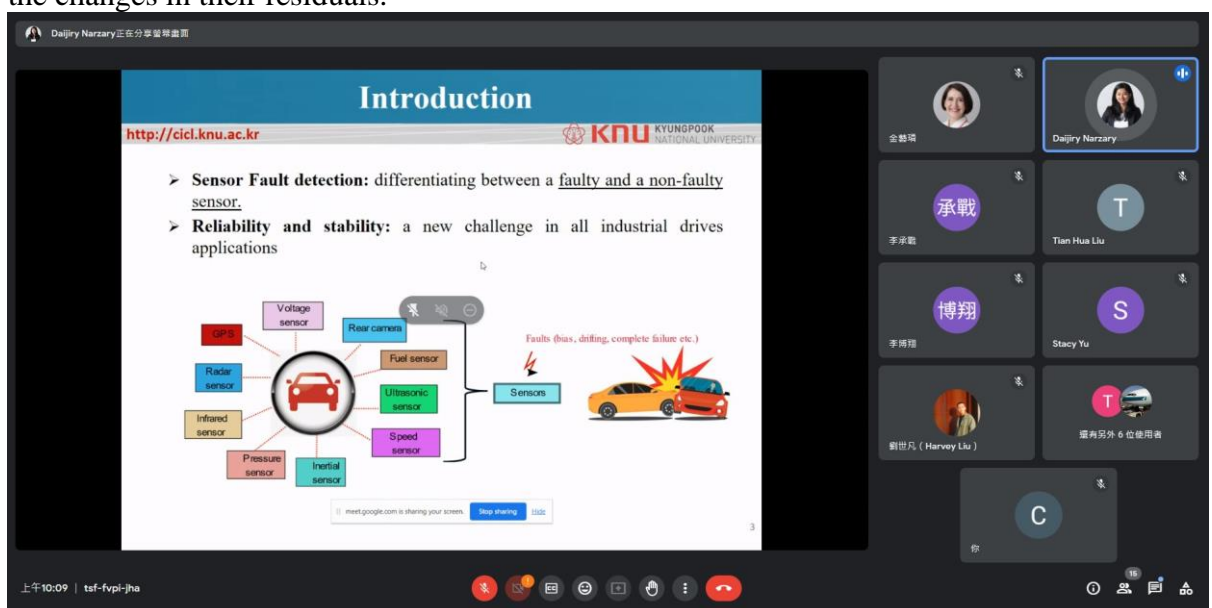 the changes in their residuals.
Daijiry Narzary正在分享螢幕畫面
Introduction
http://cicl.knu.ac.kr
KNU KYUNGPOOK
NATIONAL UNIVERSITY
➢ Sensor Fault detection: differentiating between a faulty and a non-faulty
sensor.
➢ Reliability and stability: a new challenge in all industrial drives
applications
Voltage
sensor
GPS
Rear camera
Fuel sensor
Radar
sensor
Ultrasonic
sensor
Infrared
sensor
Speed
sensor
Pressure
sensor
Inertial
sensor
Faults (bias, drifting, complete failure etc.)
Sensors
meet.google.com is sharing your screen.
Stop sharing
Hide
3
Daijiry Narzary
承戰
李承戰
T
Tian Hua Liu
博翔
李博翔
S
Stacy Yu
劉世凡 ( Harvey Liu )
T
還有另外 6 位使用者
C
你
上午10:09 | tsf-fvpi-jha
CC
15